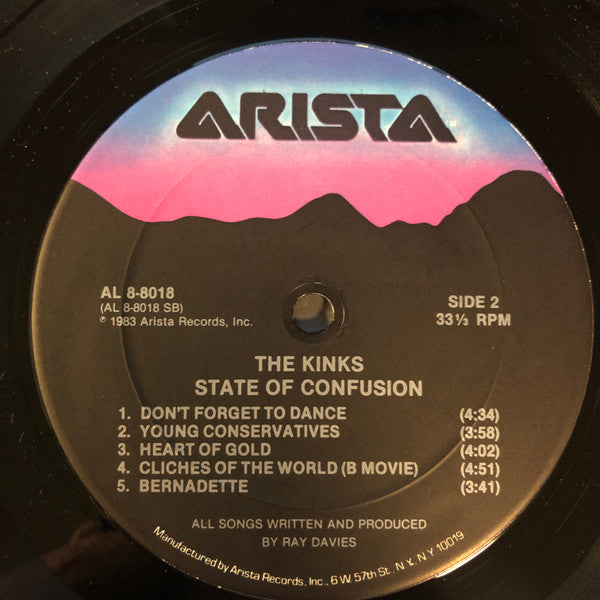 ARISTA
AL 8-8018
(AL 8-8018 SB)
℗ 1983 Arista Records, Inc.
SIDE 2
33⅓ RPM
THE KINKS
STATE OF CONFUSION
1. DON'T FORGET TO DANCE (4:34)
2. YOUNG CONSERVATIVES (3:58)
3. HEART OF GOLD (4:02)
4. CLICHES OF THE WORLD (B MOVIE) (4:51)
5. BERNADETTE (3:41)
ALL SONGS WRITTEN AND PRODUCED
BY RAY DAVIES
Manufactured by Arista Records, Inc., 6 W. 57th St., N.Y., N.Y. 10019